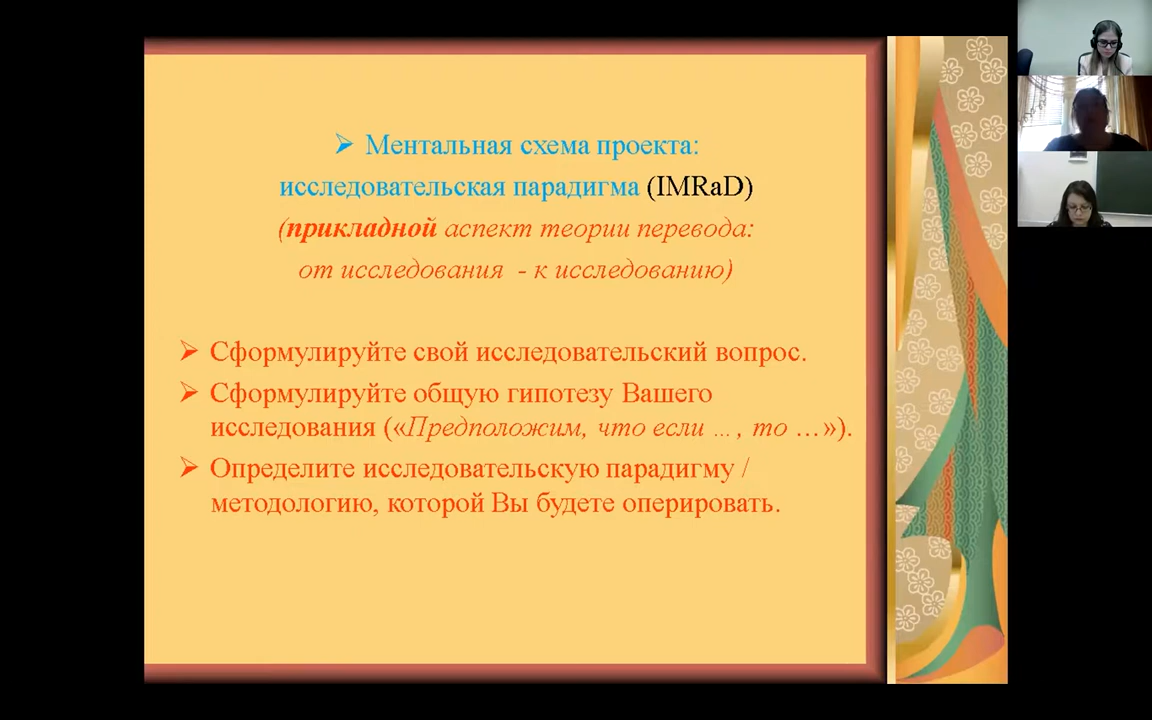 Ментальная схема проекта:
исследовательская парадигма (IMRaD)
(прикладной аспект теории перевода:
от исследования - к исследованию)
Сформулируйте свой исследовательский вопрос.
Сформулируйте общую гипотезу Вашего
исследования («Предположим, что если … , то …»).
Определите исследовательскую парадигму /
методологию, которой Вы будете оперировать.